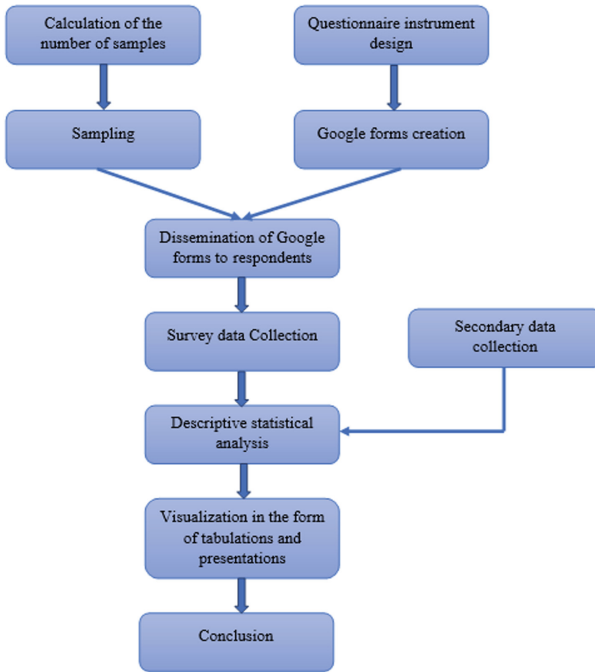 Calculation of the
number of samples
Questionnaire instrument
design
Sampling
Google forms creation
Dissemination of Google
forms to respondents
Survey data Collection
Secondary data
collection
Descriptive statistical
analysis
Visualization in the form
of tabulations and
presentations
Conclusion